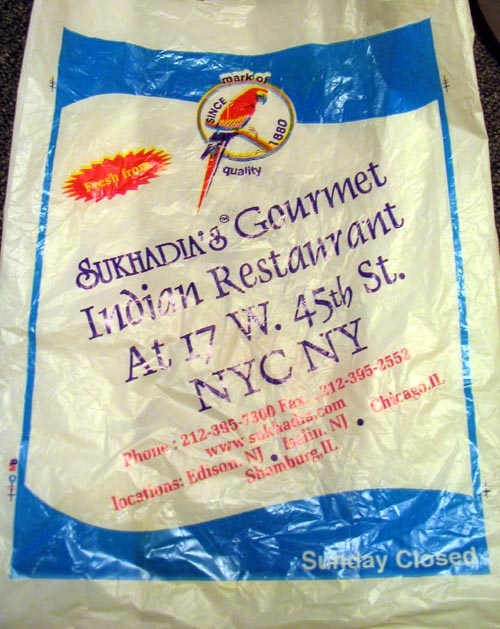 mark of
SINCE 1880
quality
Fresh from
SUKHADIA'S™ Gourmet
Indian Restaurant
At 17 W. 45th St.
NYC NY
Phone : 212-395-7300 Fax. : 212-395-2552
www.sukhadia.com
locations: Edison, NJ • Iselin, NJ • Chicago,IL
Shamburg,IL
Sunday Closed